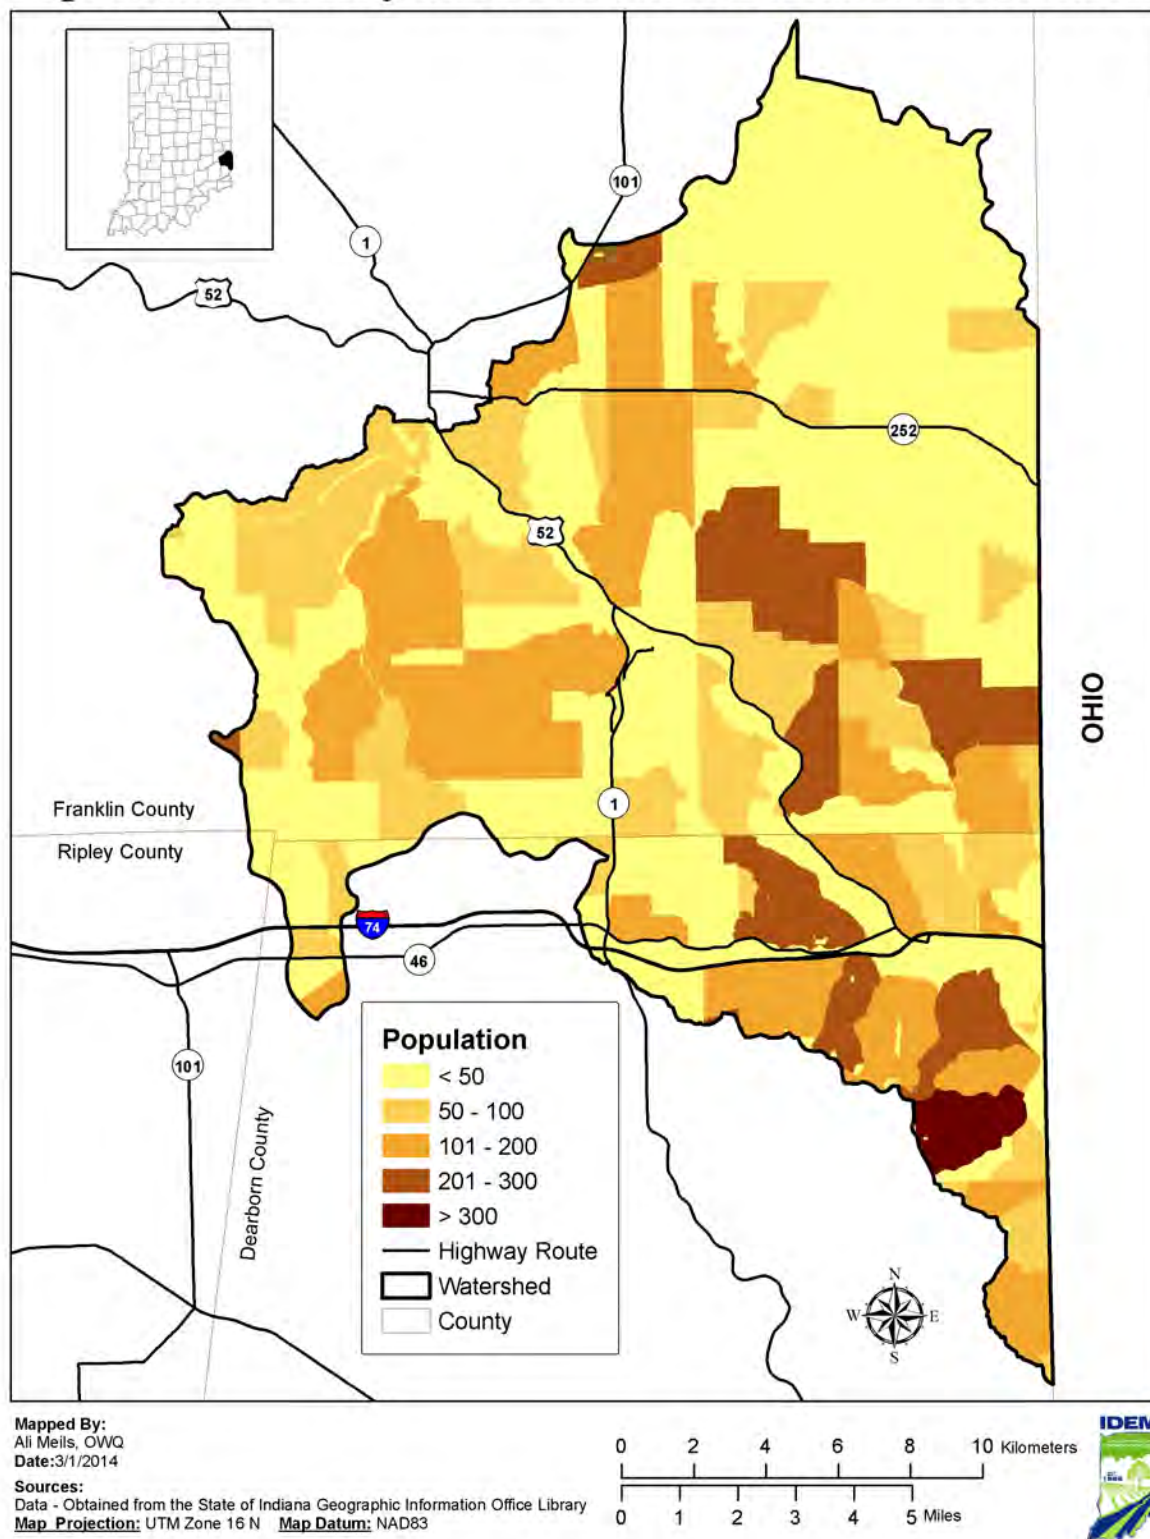 101
1
52
252
52
OHIO
Franklin County
1
Ripley County
74
46
Population
< 50
101
50 - 100
101 - 200
201 - 300
> 300
Dearborn County
Highway Route
Watershed
County
N
W E
S
Mapped By:
Ali Meils, OWQ
Date:3/1/2014
Sources:
Data - Obtained from the State of Indiana Geographic Information Office Library
Map Projection: UTM Zone 16 N Map Datum: NAD83
0 2 4 6 8 10 Kilometers
0 1 2 3 4 5 Miles
IDEM